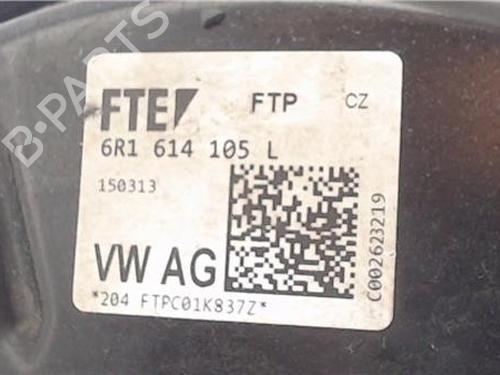 B-PARTS
FTE FTP CZ
6R1 614 105 L
150313
VW AG
*204 FTPC01K837Z*
C002623219